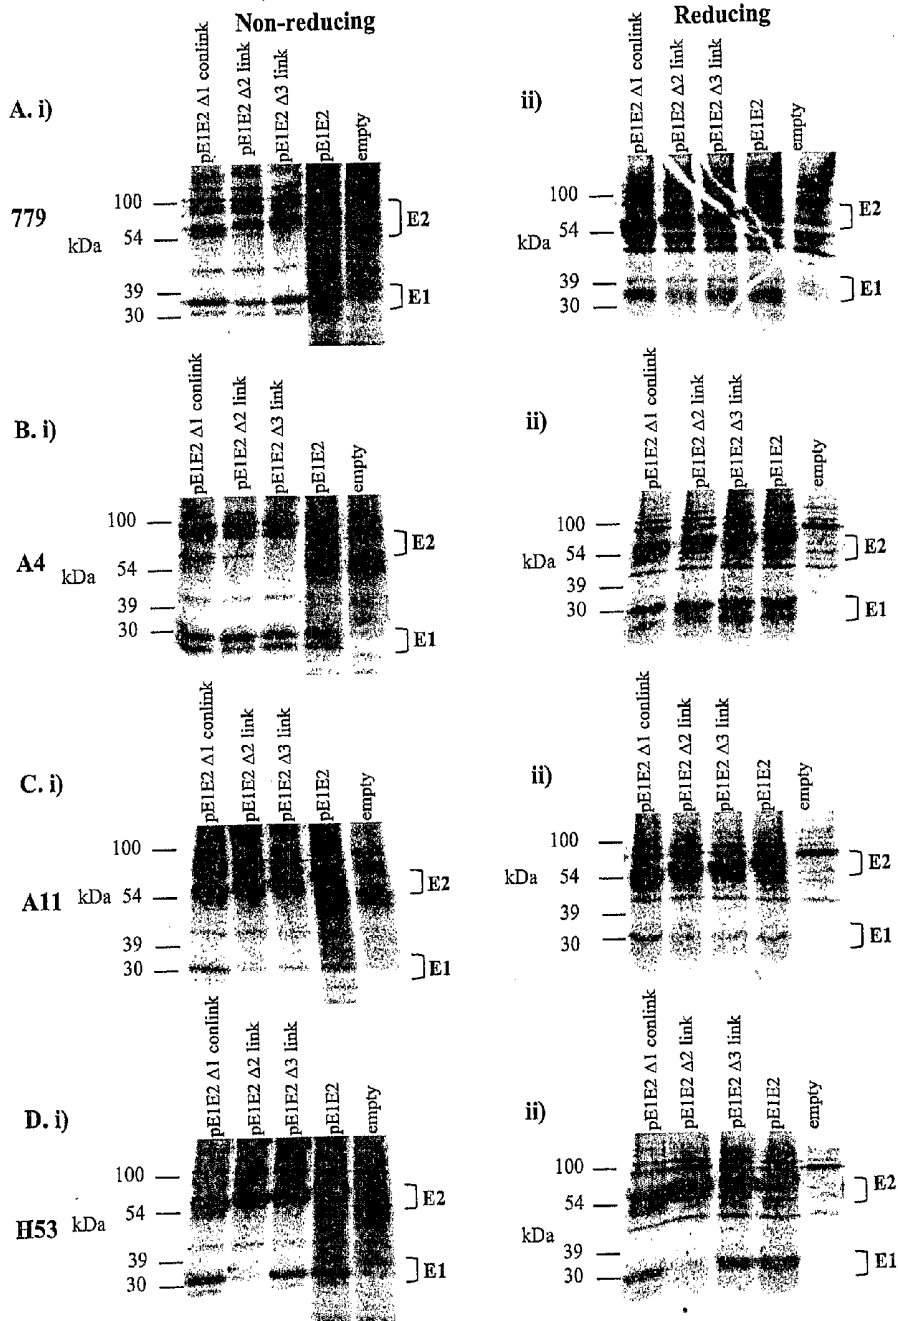 Non-reducing
Reducing
A. i)
pE1E2 Δ1 conlink
pE1E2 Δ2 link
pE1E2 Δ3 link
pE1E2
empty
779
kDa
100
54
39
30
E2
E1
ii)
pE1E2 Δ1 conlink
pE1E2 Δ2 link
pE1E2 Δ3 link
pE1E2
empty
kDa
100
54
39
30
E2
E1
B. i)
pE1E2 Δ1 conlink
pE1E2 Δ2 link
pE1E2 Δ3 link
pE1E2
empty
A4
kDa
100
54
39
30
E2
E1
ii)
pE1E2 Δ1 conlink
pE1E2 Δ2 link
pE1E2 Δ3 link
pE1E2
empty
kDa
100
54
39
30
E2
E1
C. i)
pE1E2 Δ1 conlink
pE1E2 Δ2 link
pE1E2 Δ3 link
pE1E2
empty
A11
kDa
100
54
39
30
E2
E1
ii)
pE1E2 Δ1 conlink
pE1E2 Δ2 link
pE1E2 Δ3 link
pE1E2
empty
kDa
100
54
39
30
E2
E1
D. i)
pE1E2 Δ1 conlink
pE1E2 Δ2 link
pE1E2 Δ3 link
pE1E2
empty
H53
kDa
100
54
39
30
E2
E1
ii)
pE1E2 Δ1 conlink
pE1E2 Δ2 link
pE1E2 Δ3 link
pE1E2
empty
kDa
100
54
39
30
E2
E1